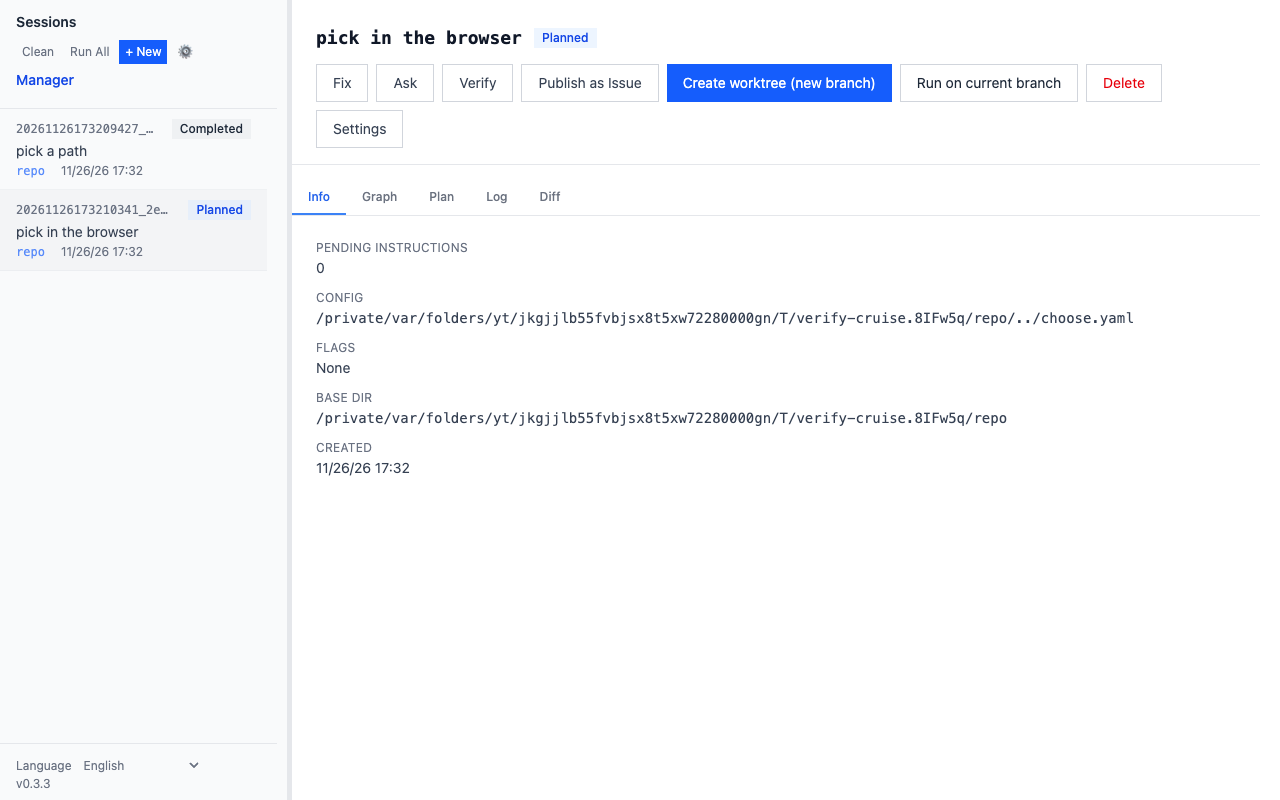 Sessions
Clean Run All + New
Manager
20261126173209427_… Completed
pick a path
repo 11/26/26 17:32
20261126173210341_2e… Planned
pick in the browser
repo 11/26/26 17:32
Language English
v0.3.3
pick in the browser Planned
Fix Ask Verify Publish as Issue Create worktree (new branch) Run on current branch Delete
Settings
Info Graph Plan Log Diff
PENDING INSTRUCTIONS
0
CONFIG
/private/var/folders/yt/jkgjjlb55fvbjsx8t5xw72280000gn/T/verify-cruise.8IFw5q/repo/../choose.yaml
FLAGS
None
BASE DIR
/private/var/folders/yt/jkgjjlb55fvbjsx8t5xw72280000gn/T/verify-cruise.8IFw5q/repo
CREATED
11/26/26 17:32